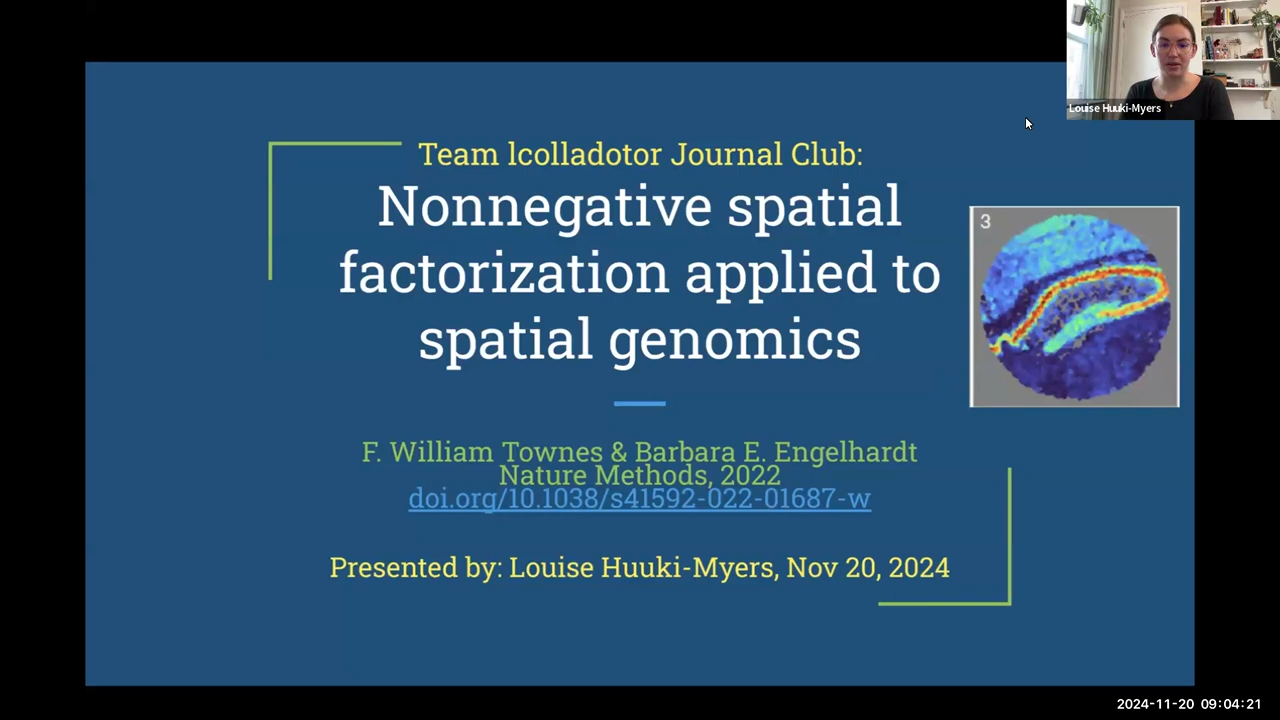 Louise Huuki-Myers
Team lcolladotor Journal Club:
Nonnegative spatial
factorization applied to
spatial genomics
3
F. William Townes & Barbara E. Engelhardt
Nature Methods, 2022
doi.org/10.1038/s41592-022-01687-w
Presented by: Louise Huuki-Myers, Nov 20, 2024
2024-11-20 09:04:21